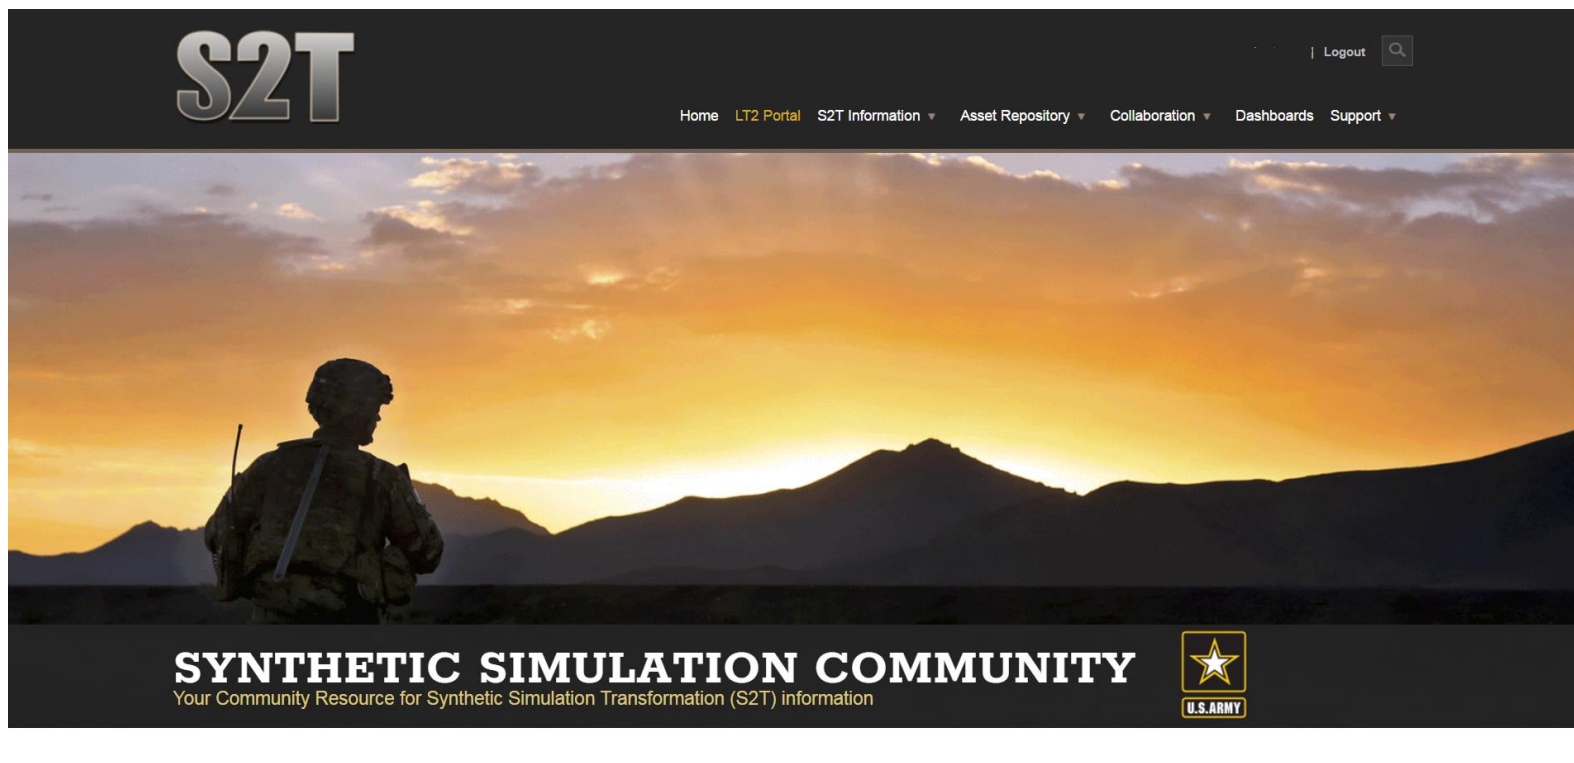 S2T
| Logout
Home LT2 Portal S2T Information Asset Repository Collaboration Dashboards Support
SYNTHETIC SIMULATION COMMUNITY
Your Community Resource for Synthetic Simulation Transformation (S2T) information
U.S.ARMY